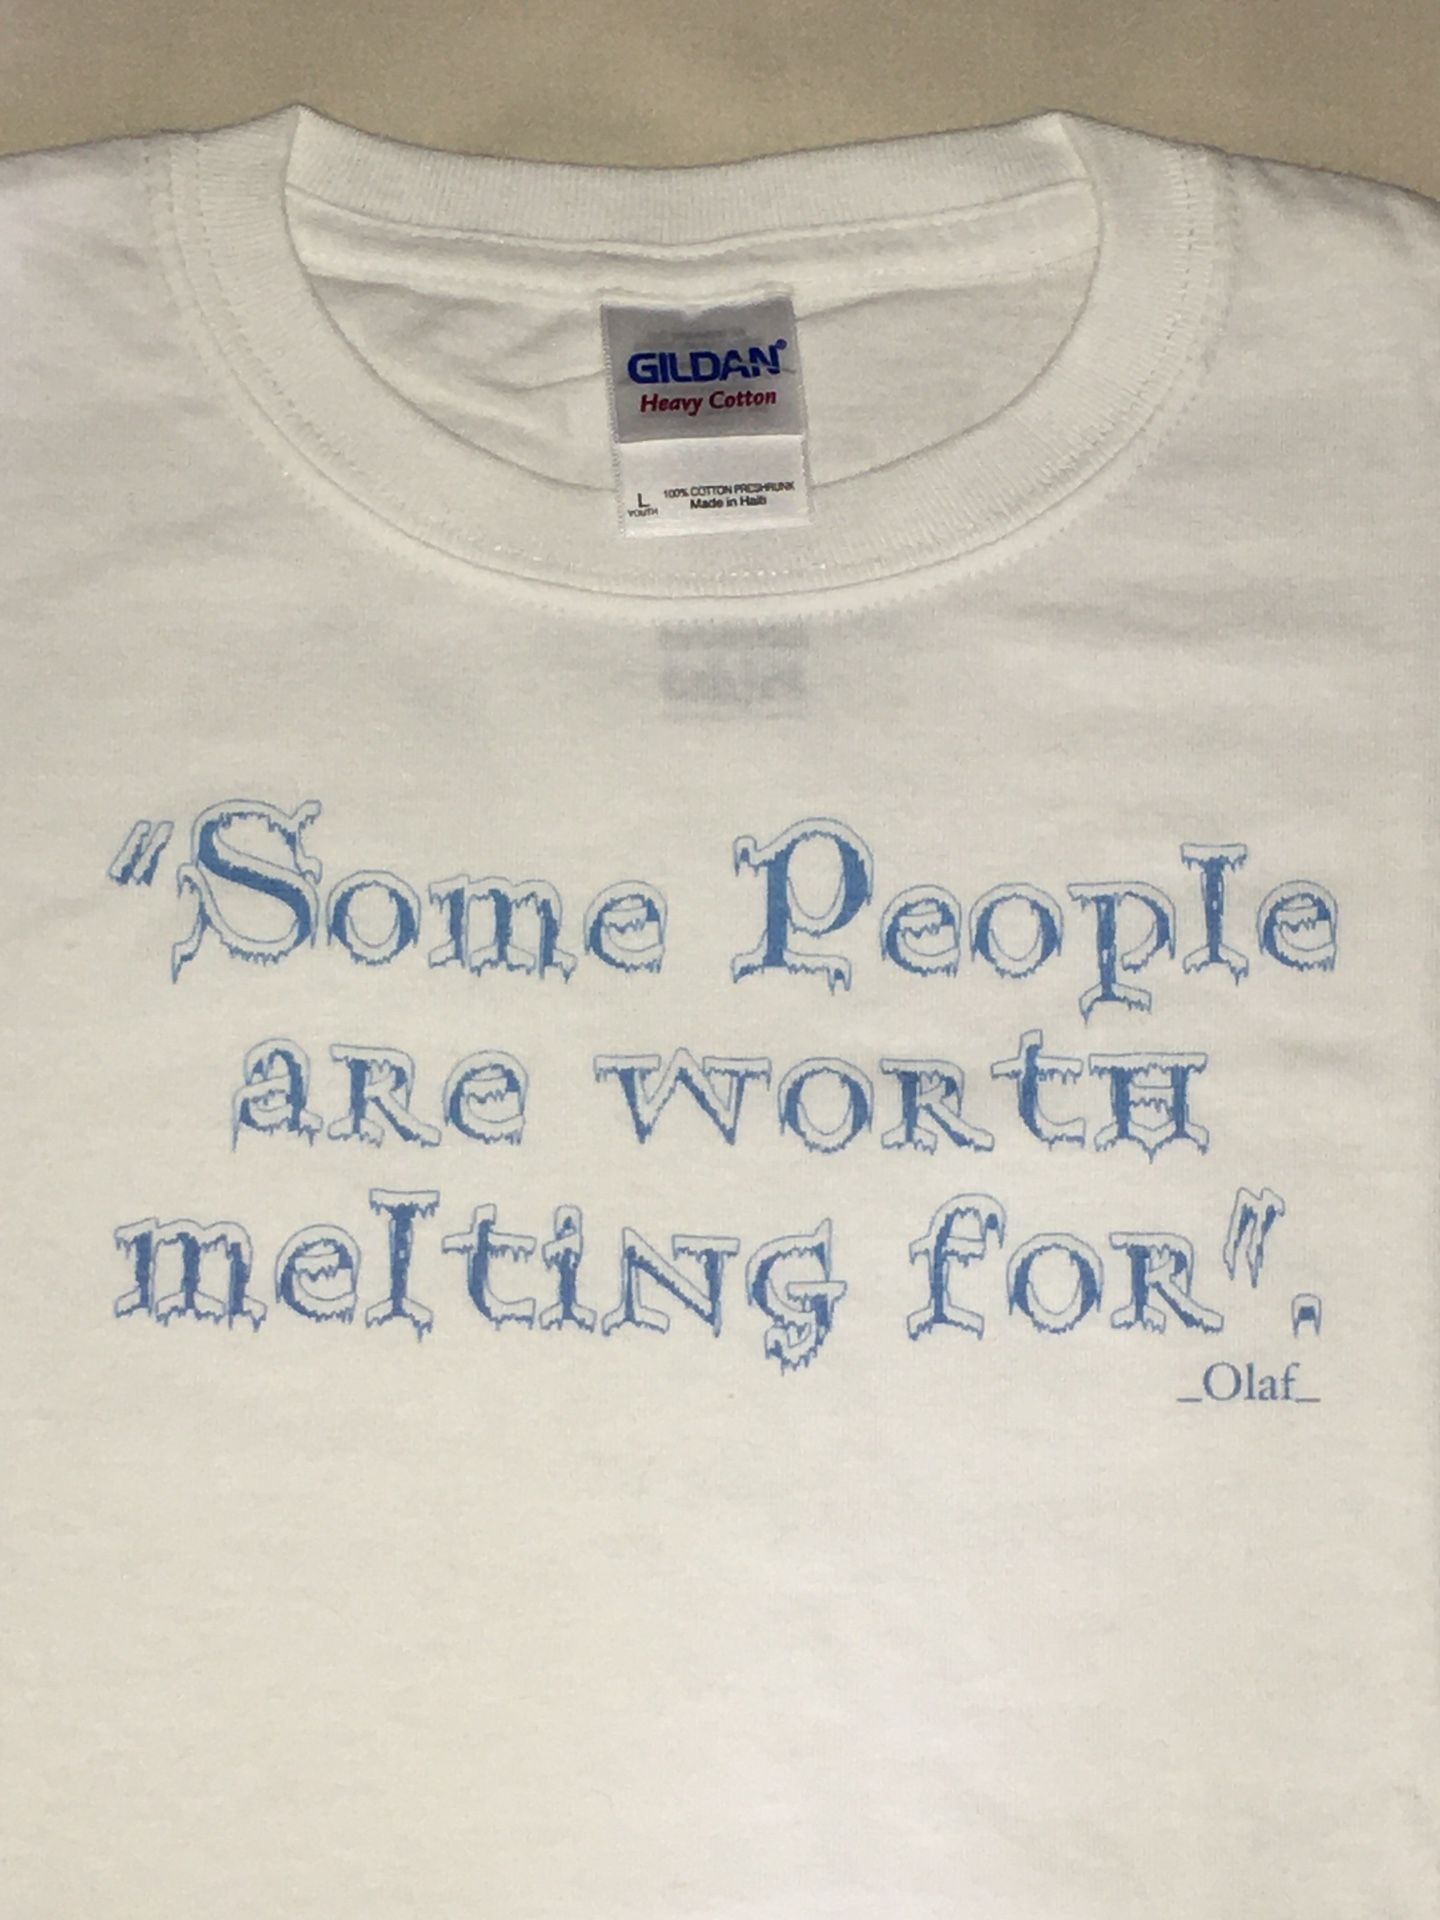 GILDAN®
Heavy Cotton
L
YOUTH
100% COTTON PRESHRUNK
Made in Haiti
"Some People
are worth
melting for".
_Olaf_